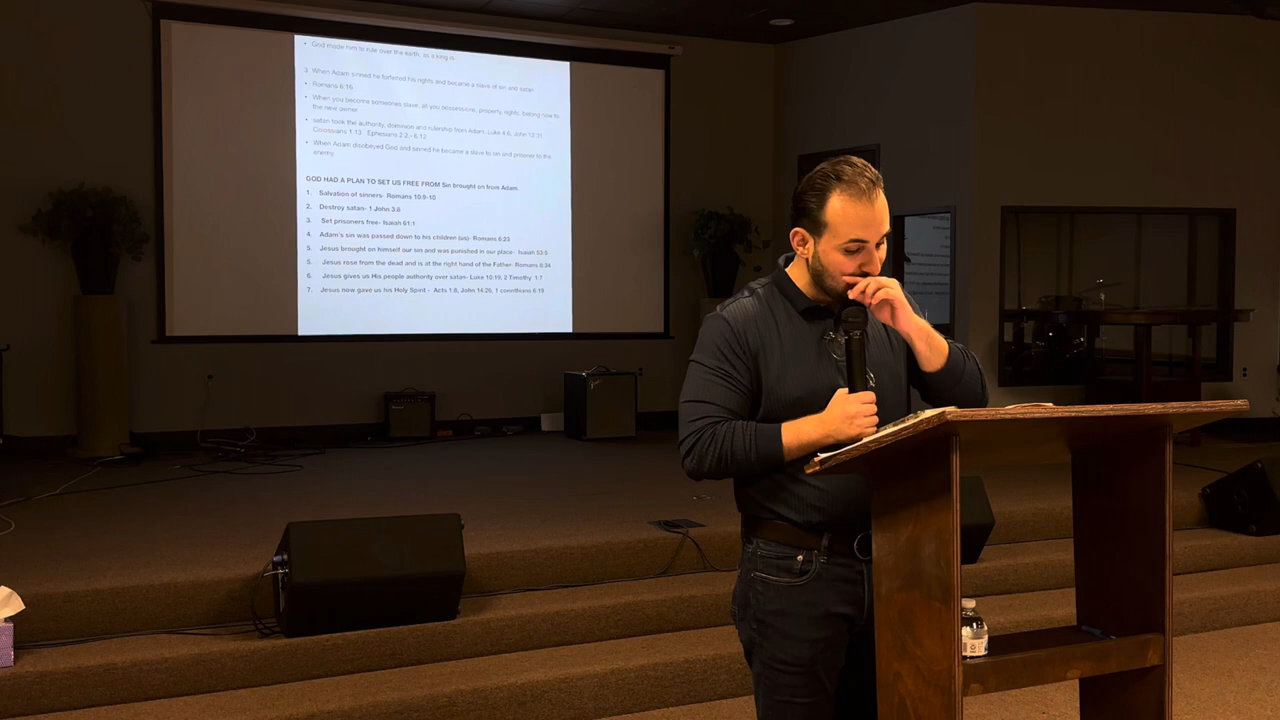 • God made him to rule over the earth, as a king is
3. When Adam sinned he forfeited his rights and became a slave of sin and satan
• Romans 6:16
• When you become someones slave, all you possessions, property, rights, belong now to
the new owner
• satan took the authority, dominion and rulership from Adam. Luke 4:6, John 12:31,
Colossians 1:13 , Ephesians 2:2,- 6:12
• When Adam disobeyed God and sinned he became a slave to sin and prisoner to the
enemy
GOD HAD A PLAN TO SET US FREE FROM Sin brought on from Adam
1. Salvation of sinners- Romans 10:9-10
2. Destroy satan- 1 John 3:8
3. Set prisoners free- Isaiah 61:1
4. Adam's sin was passed down to his children (us)- Romans 6:23
5. Jesus brought on himself our sin and was punished in our place- Isaiah 53:5
5. Jesus rose from the dead and is at the right hand of the Father- Romans 8:34
6. Jesus gives us His people authority over satan- Luke 10:19, 2 Timothy 1:7
7. Jesus now gave us his Holy Spirit - Acts 1:8, John 14:26, 1 corinthians 6:19